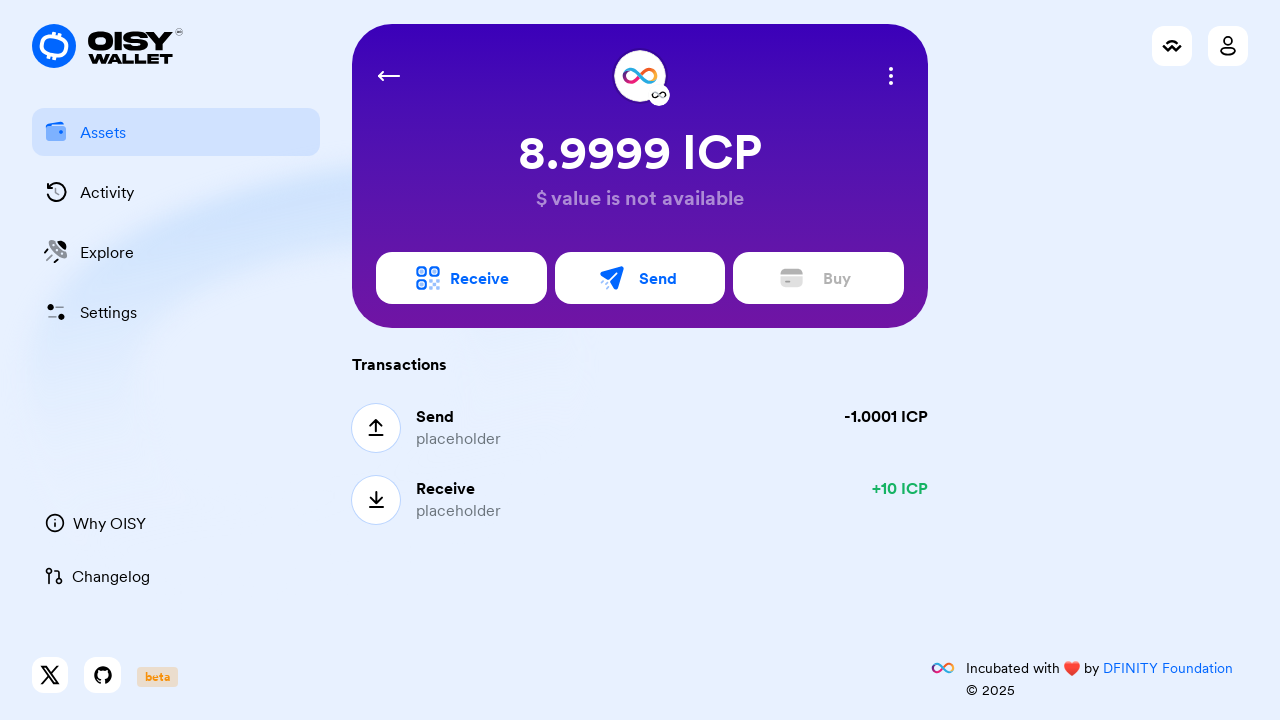 OISY
WALLET
Assets
Activity
Explore
Settings
Why OISY
Changelog
beta
8.9999 ICP
$ value is not available
Receive
Send
Buy
Transactions
Send
-1.0001 ICP
placeholder
Receive
+10 ICP
placeholder
Incubated with ❤️ by DFINITY Foundation
© 2025